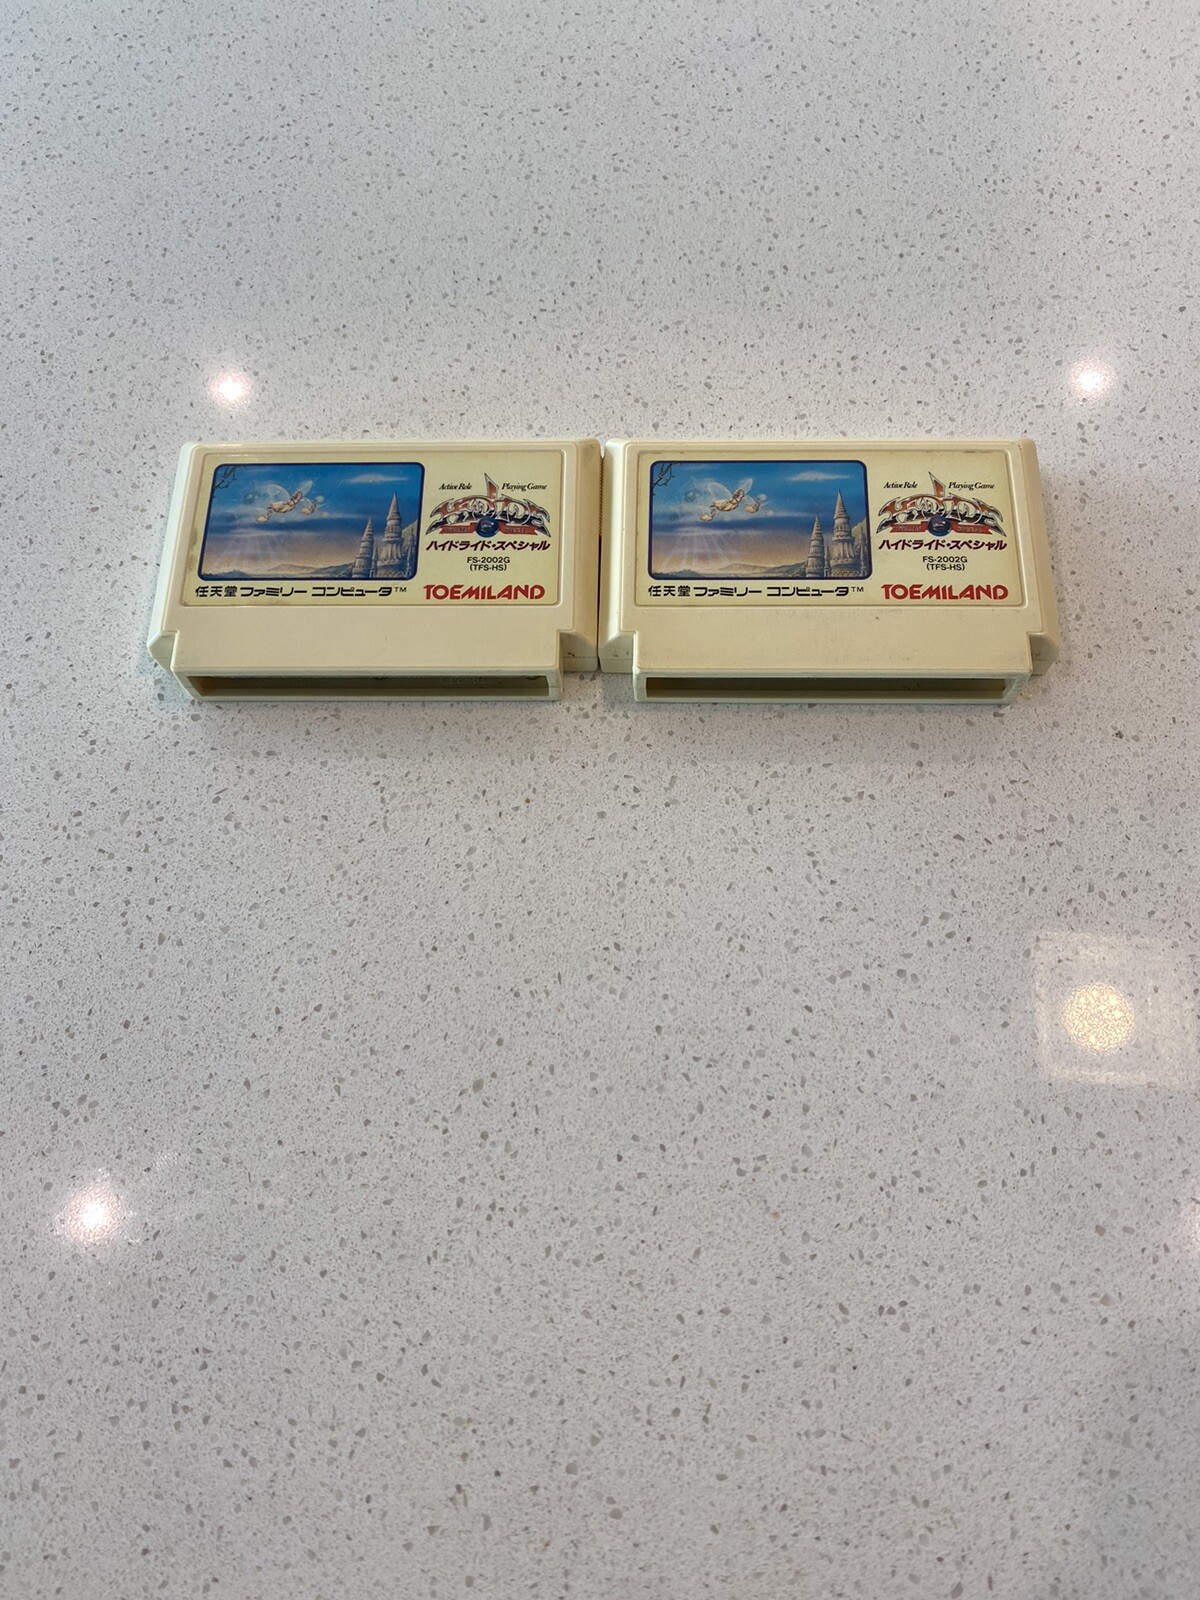 Active Role Playing Game
ハイドライド・スペシャル
FS-2002G
(TFS-HS)
任天堂 ファミリー コンピュータ™ TOEMILAND
Active Role Playing Game
ハイドライド・スペシャル
FS-2002G
(TFS-HS)
任天堂 ファミリー コンピュータ™ TOEMILAND